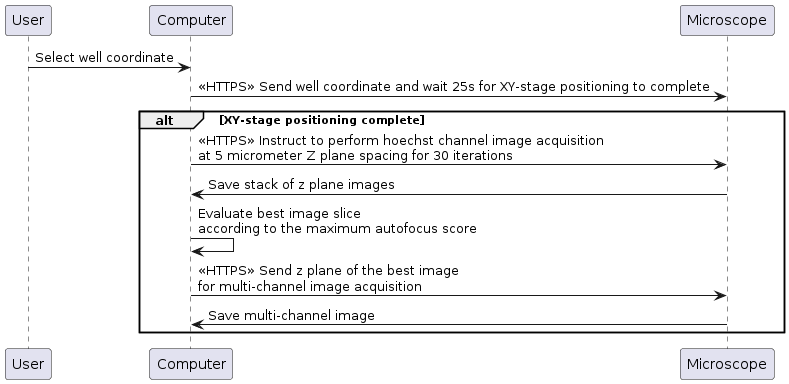 User
Computer
Microscope
Select well coordinate
«HTTPS» Send well coordinate and wait 25s for XY-stage positioning to complete
alt
[XY-stage positioning complete]
«HTTPS» Instruct to perform hoechst channel image acquisition
at 5 micrometer Z plane spacing for 30 iterations
Save stack of z plane images
Evaluate best image slice
according to the maximum autofocus score
«HTTPS» Send z plane of the best image
for multi-channel image acquisition
Save multi-channel image
User
Computer
Microscope